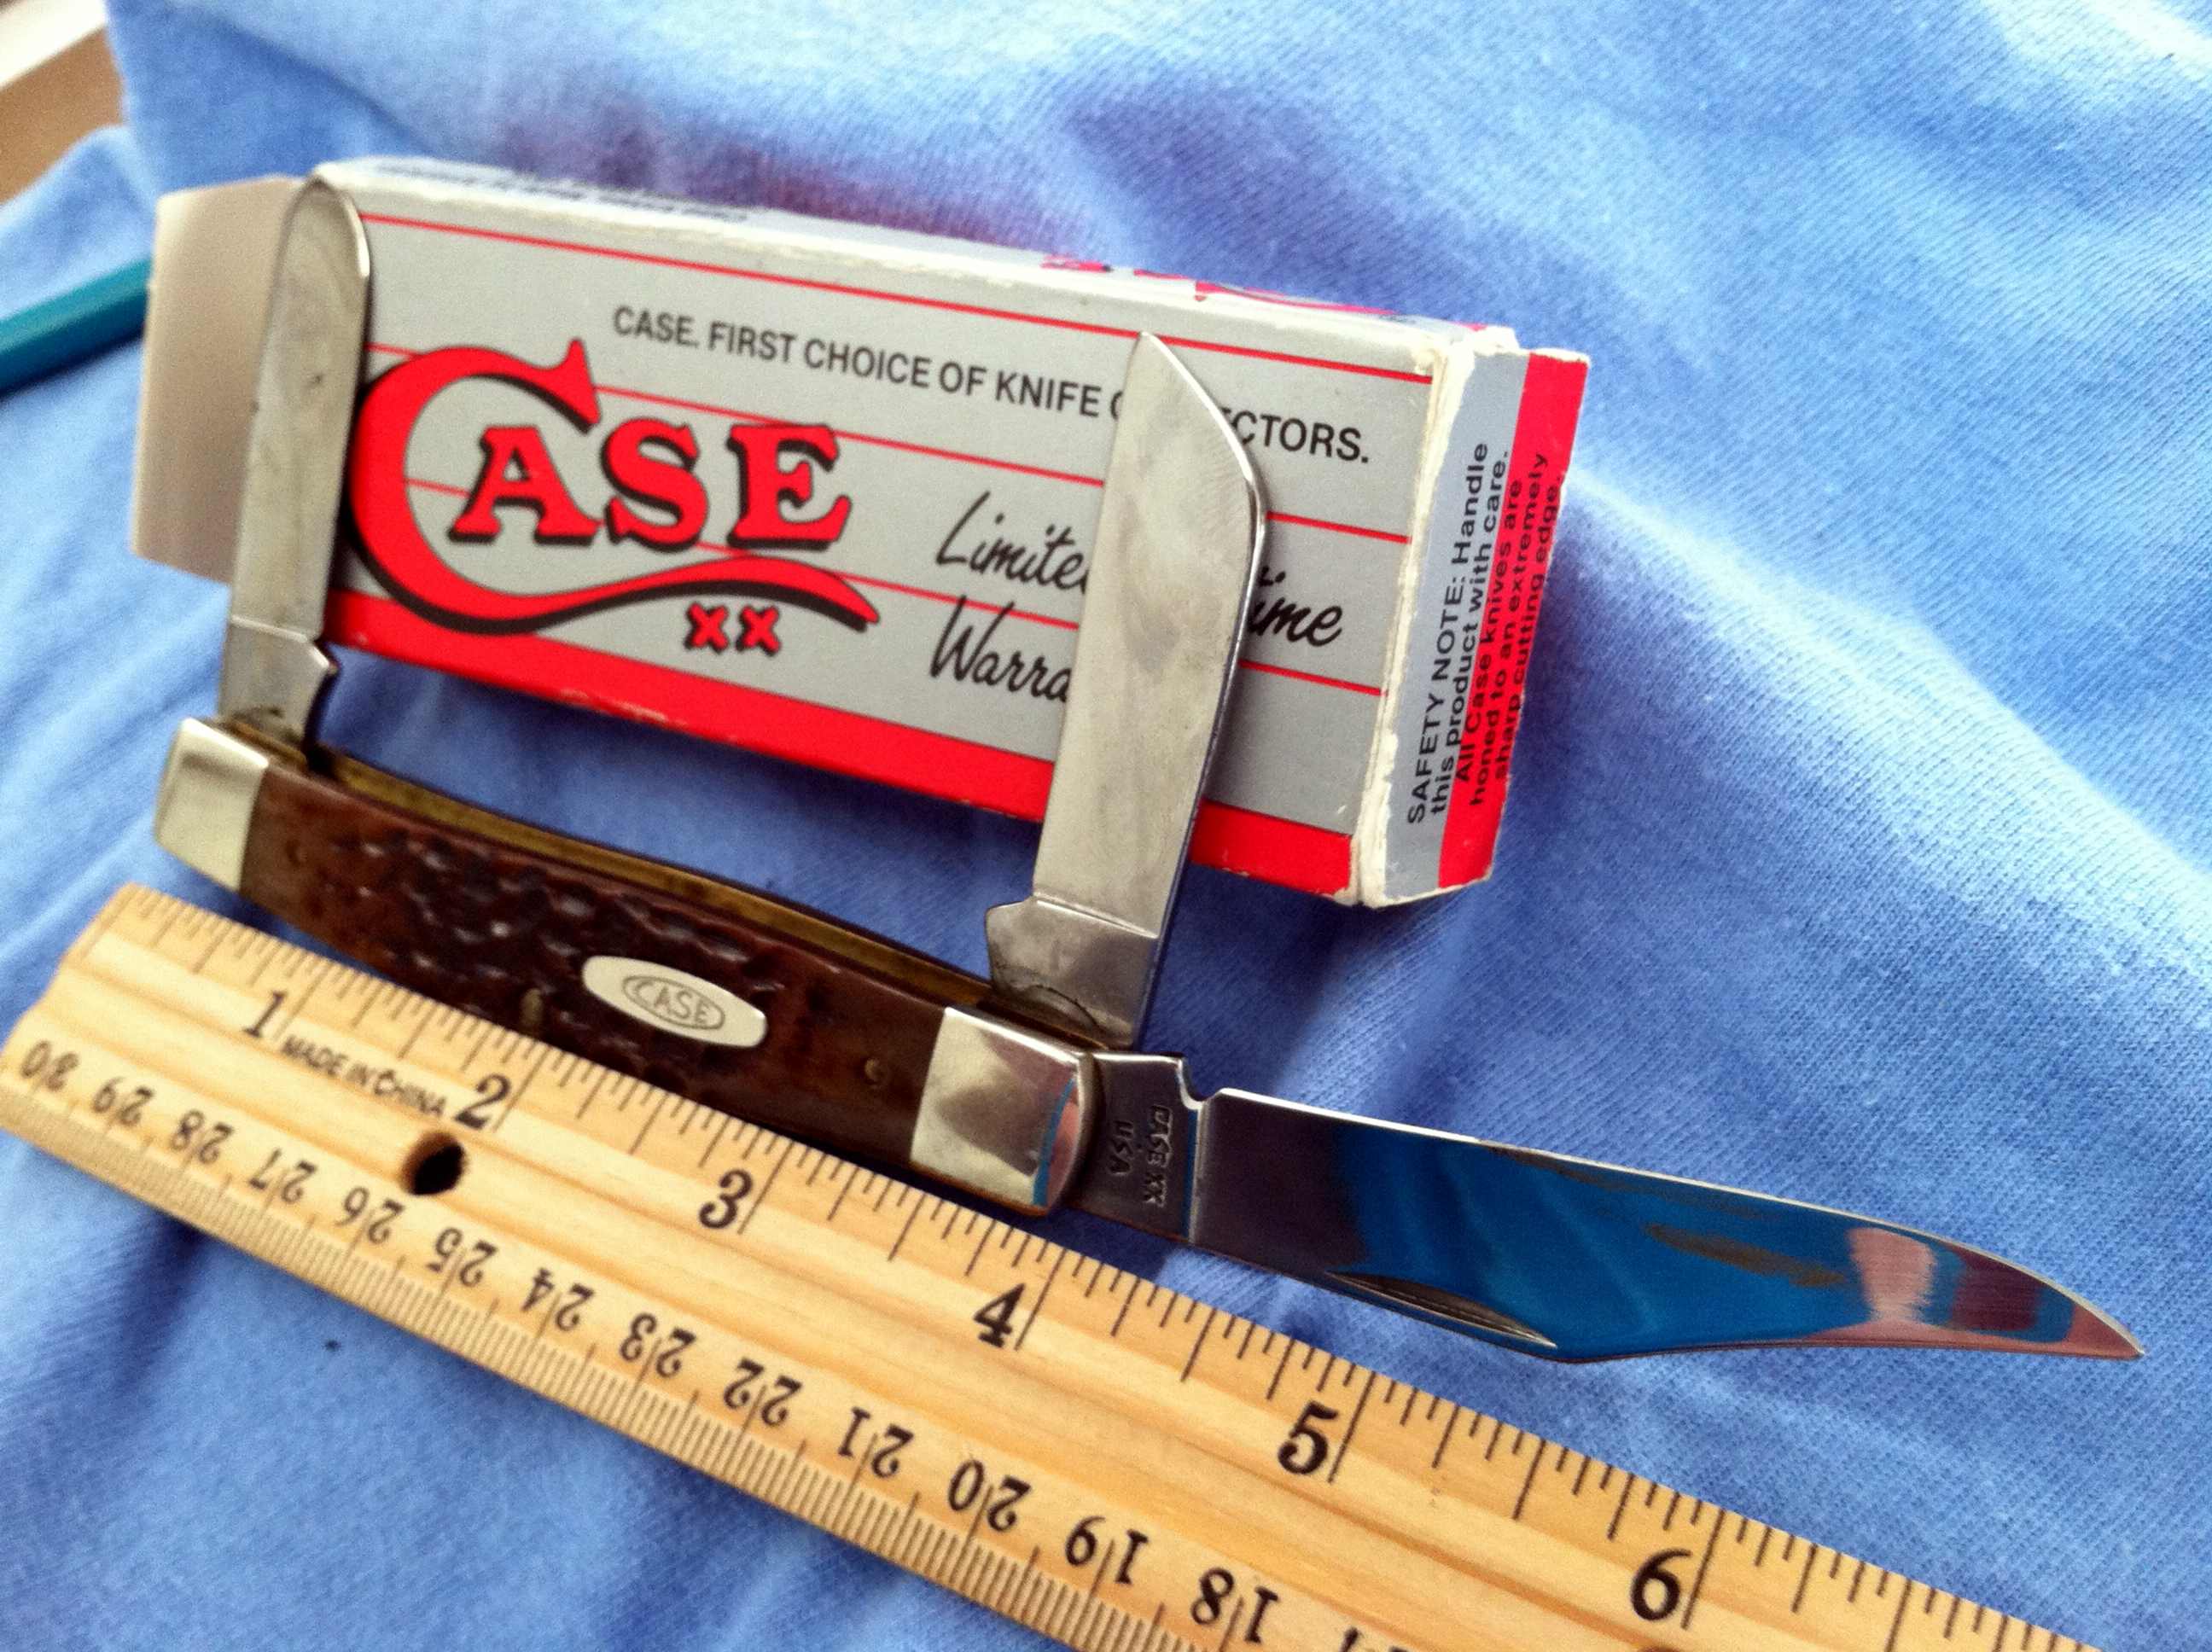 CASE. FIRST CHOICE OF KNIFE CTORS.
CASE
XX
Limite ime
Warra
SAFETY NOTE: Handle
this product with care.
All Case knives are
honed to an extremely
sharp cutting edge.
CASE
CASE XX
USA
1 2 3 4 5 6
MADE IN CHINA
30 29 28 27 26 25 24 23 22 21 20 19 18